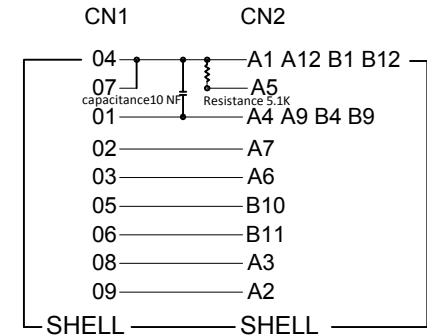 CN1 CN2
04 A1 A12 B1 B12
07 A5
capacitance10 NF Resistance 5.1K
01 A4 A9 B4 B9
02 A7
03 A6
05 B10
06 B11
08 A3
09 A2
SHELL SHELL